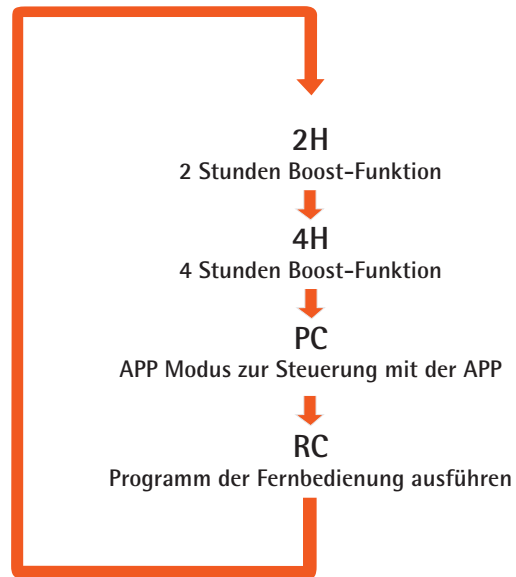 2H
2 Stunden Boost-Funktion
4H
4 Stunden Boost-Funktion
PC
APP Modus zur Steuerung mit der APP
RC
Programm der Fernbedienung ausführen